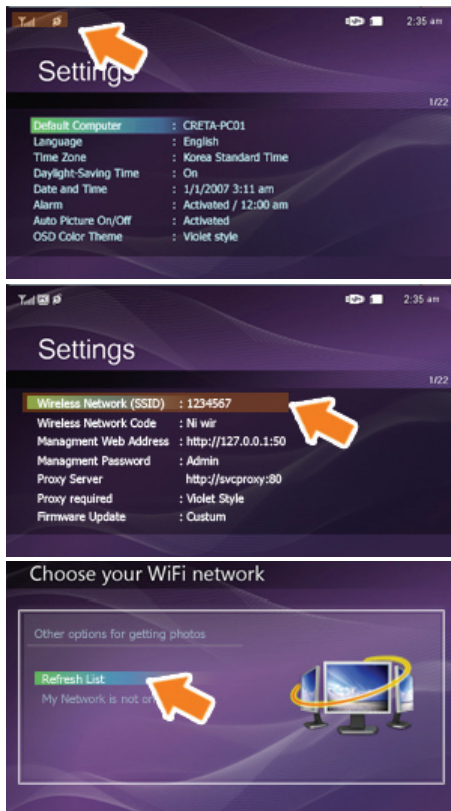 2:35 am
Settings
1/22
Default Computer : CRETA-PC01
Language : English
Time Zone : Korea Standard Time
Daylight-Saving Time : On
Date and Time : 1/1/2007 3:11 am
Alarm : Activated / 12:00 am
Auto Picture On/Off : Activated
OSD Color Theme : Violet style
2:35 am
Settings
1/22
Wireless Network (SSID) : 1234567
Wireless Network Code : Ni wir
Managment Web Address : http://127.0.0.1:50
Managment Password : Admin
Proxy Server http://svcproxy:80
Proxy required : Violet Style
Firmware Update : Custum
Choose your WiFi network
Other options for getting photos
Refresh List
My Network is not